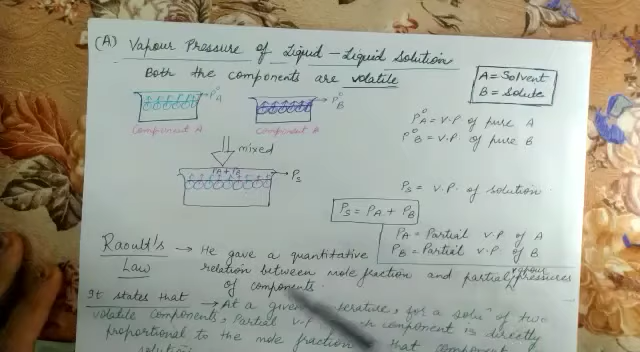 (A) Vapour Pressure of Liquid - Liquid Solution
Both the components are volatile
A = Solvent
B = Solute
P°A
P°B
Component A
Component A
P°A = V.P of pure A
P°B = V.P. of pure B
mixed
PA + PB
Ps
Ps = V.P. of solution
Ps = PA + PB
PA = Partial V.P of A
PB = Partial V.P of B
Raoult's Law → He gave a quantitative
relation between mole fraction and partial vapour pressures
of components.
It states that → At a given for a sol^n of two
volatile components, Partial V.P component is directly
proportional to the mole fraction that component